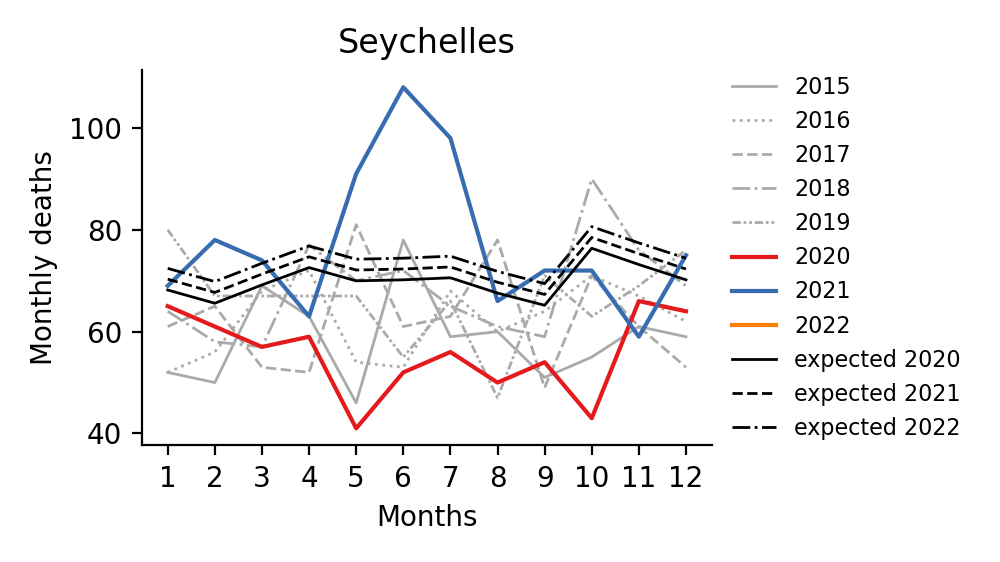 Seychelles
Monthly deaths
100
80
60
40
1 2 3 4 5 6 7 8 9 10 11 12
Months
2015
2016
2017
2018
2019
2020
2021
2022
expected 2020
expected 2021
expected 2022